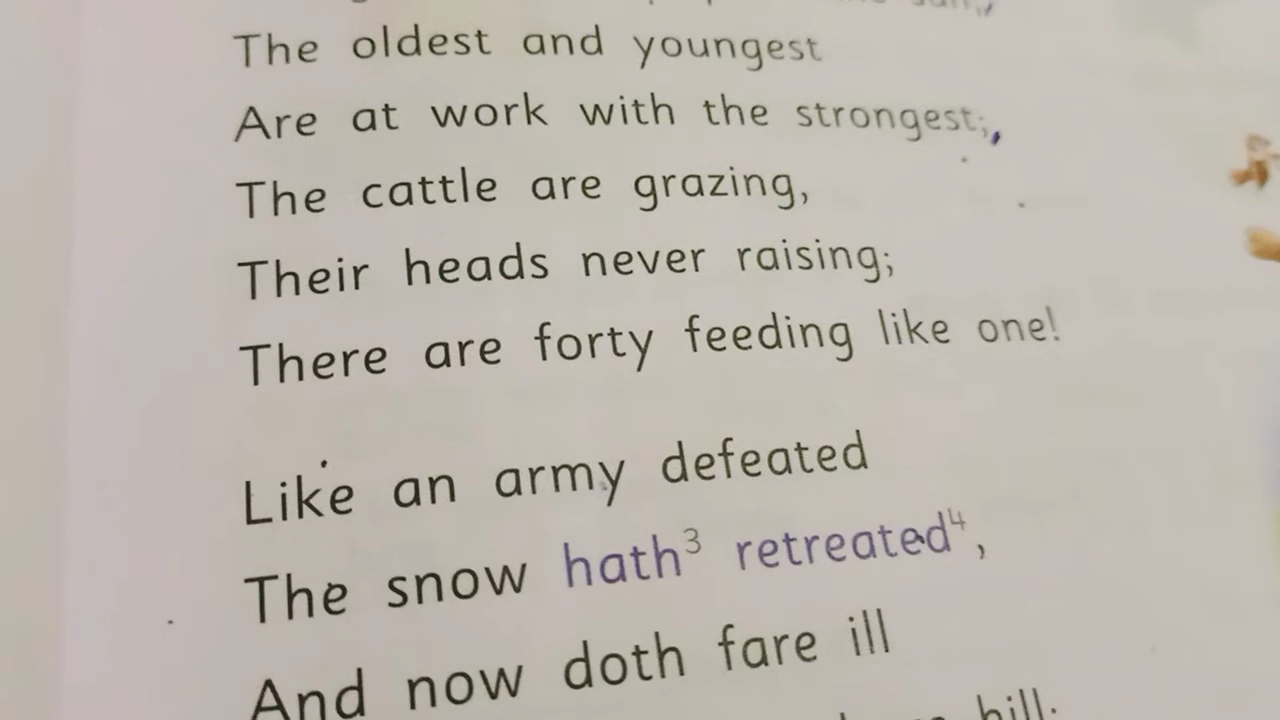 The oldest and youngest
Are at work with the strongest;,
The cattle are grazing,
Their heads never raising;
There are forty feeding like one!
Like an army defeated
The snow hath³ retreated⁴,
And now doth fare ill
hill.